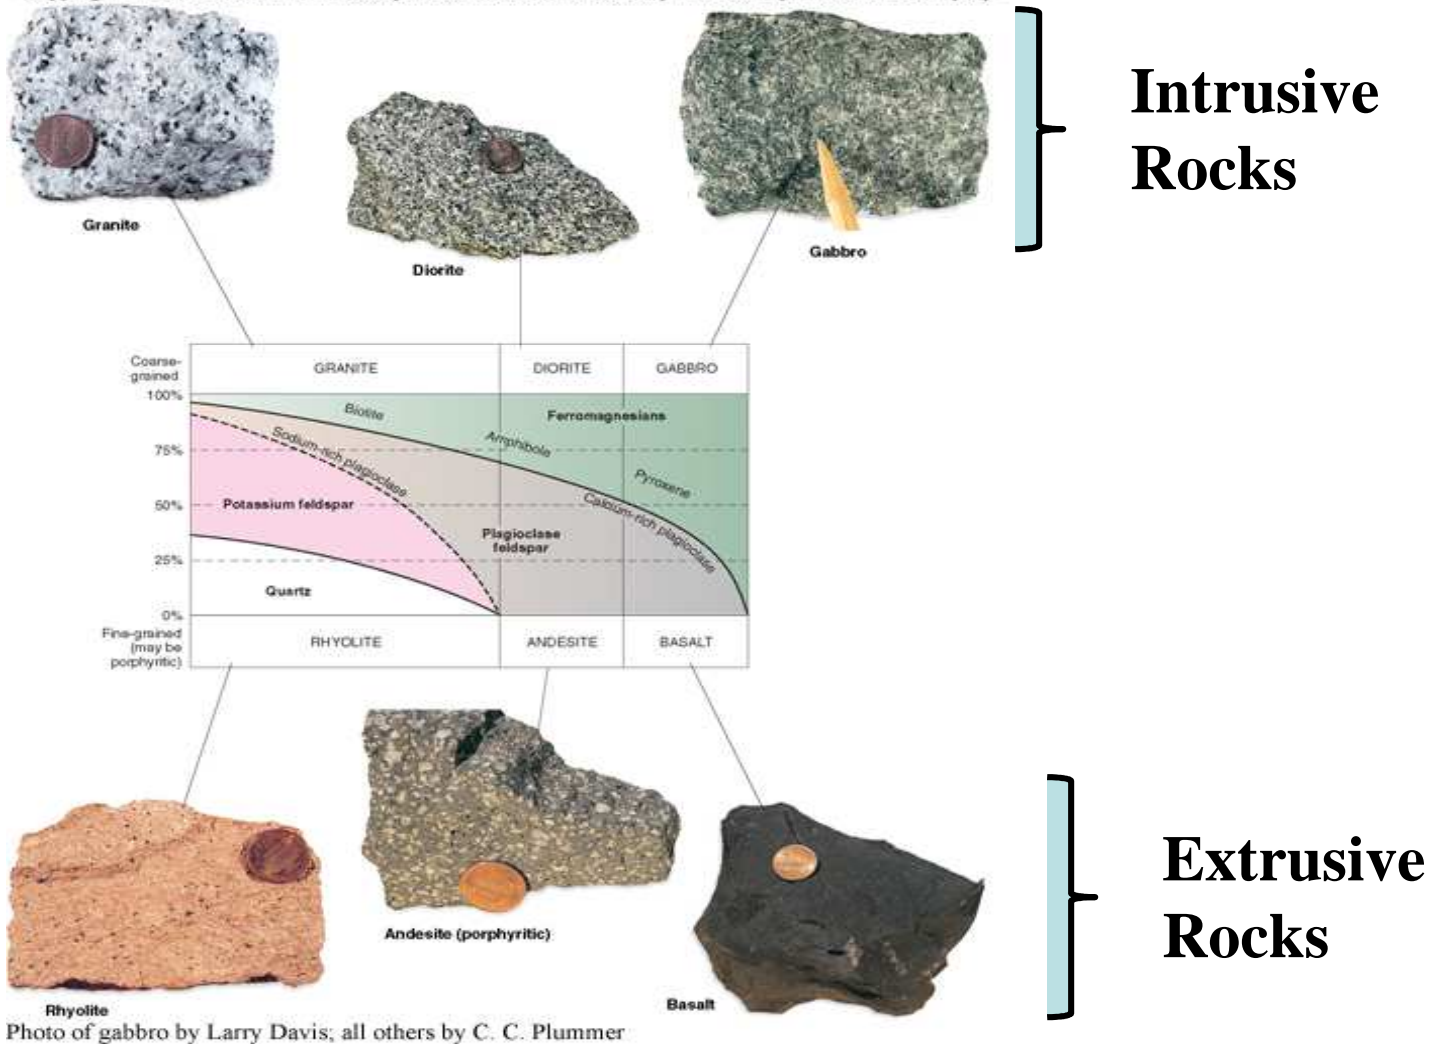 Intrusive
Rocks
Granite
Diorite
Gabbro
Coarse-
grained
GRANITE
DIORITE
GABBRO
100%
Biotite
Ferromagnesians
Sodium-rich plagioclase
Amphibole
75%
Pyroxene
Potassium feldspar
50%
Calcium-rich plagioclase
Plagioclase
feldspar
25%
Quartz
0%
Fine-grained
(may be
porphyritic)
RHYOLITE
ANDESITE
BASALT
Extrusive
Rocks
Andesite (porphyritic)
Rhyolite
Basalt
Photo of gabbro by Larry Davis; all others by C. C. Plummer